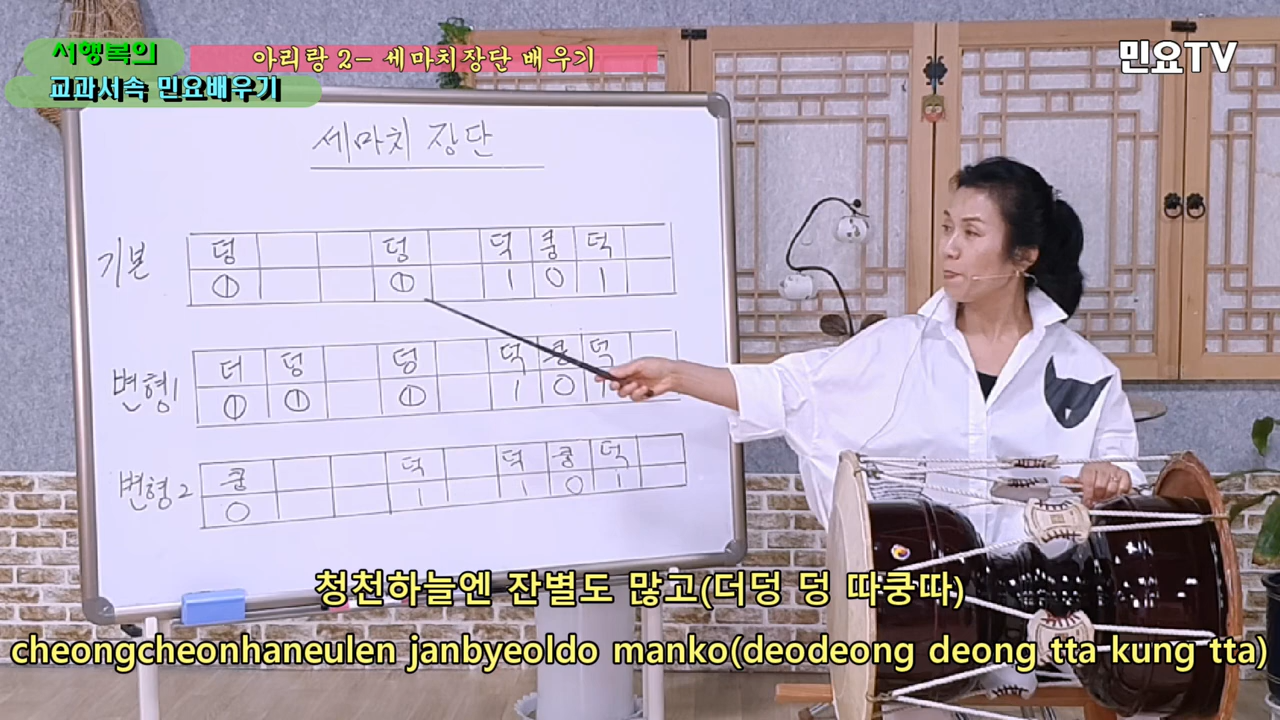 서행복의
교과서속 민요배우기
아리랑 2- 세마치장단 배우기
민요TV
세마치 장단
기본
덩 덩 덕 쿵 덕
변형1
더 덩 덩 덕 쿵 덕
변형2
쿵 덕 덕 쿵 덕
청천하늘엔 잔별도 많고(더덩 덩 따쿵따)
cheongcheonhaneulen janbyeoldo manko(deodeong deong tta kung tta)